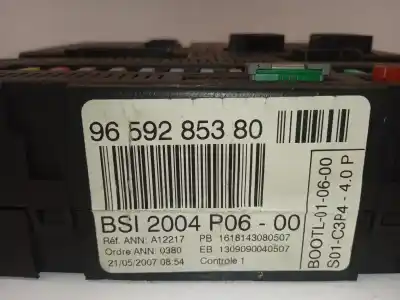 96 592 853 80
BSI 2004 P06 - 00
Réf. ANN: A12217 PB 1618143080507
Ordre ANN: 0380 EB 1309090040507
21/05/2007 08:54 Controle 1
BOOTL-01-06-00
S01-C3P4 - 4.0 P